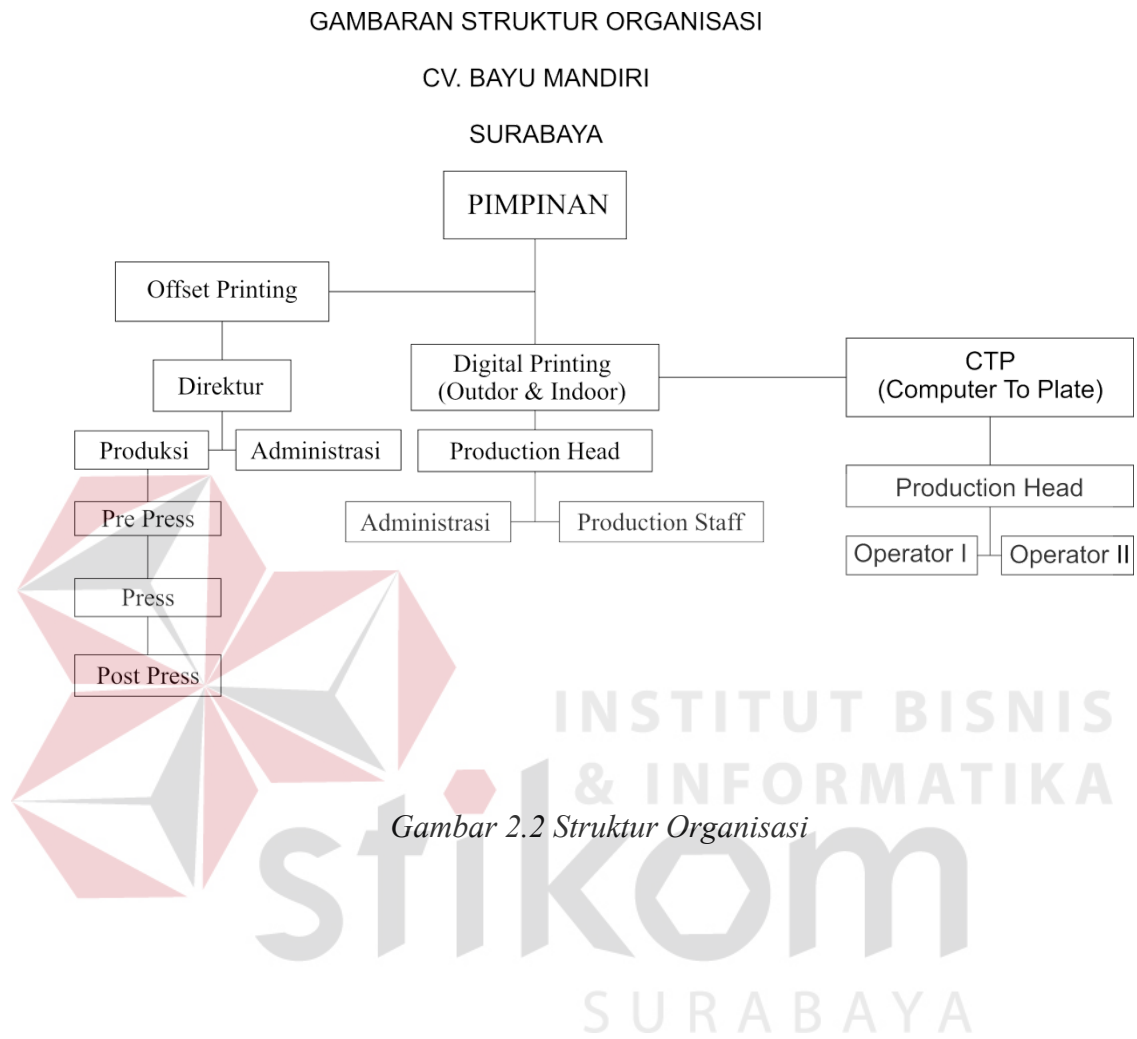 GAMBARAN STRUKTUR ORGANISASI
CV. BAYU MANDIRI
SURABAYA
PIMPINAN
Offset Printing
Direktur
Produksi
Administrasi
Pre Press
Press
Post Press
Digital Printing
(Outdor & Indoor)
Production Head
Administrasi
Production Staff
CTP
(Computer To Plate)
Production Head
Operator I
Operator II
Gambar 2.2 Struktur Organisasi
INSTITUT BISNIS
& INFORMATIKA
stikom
SURABAYA